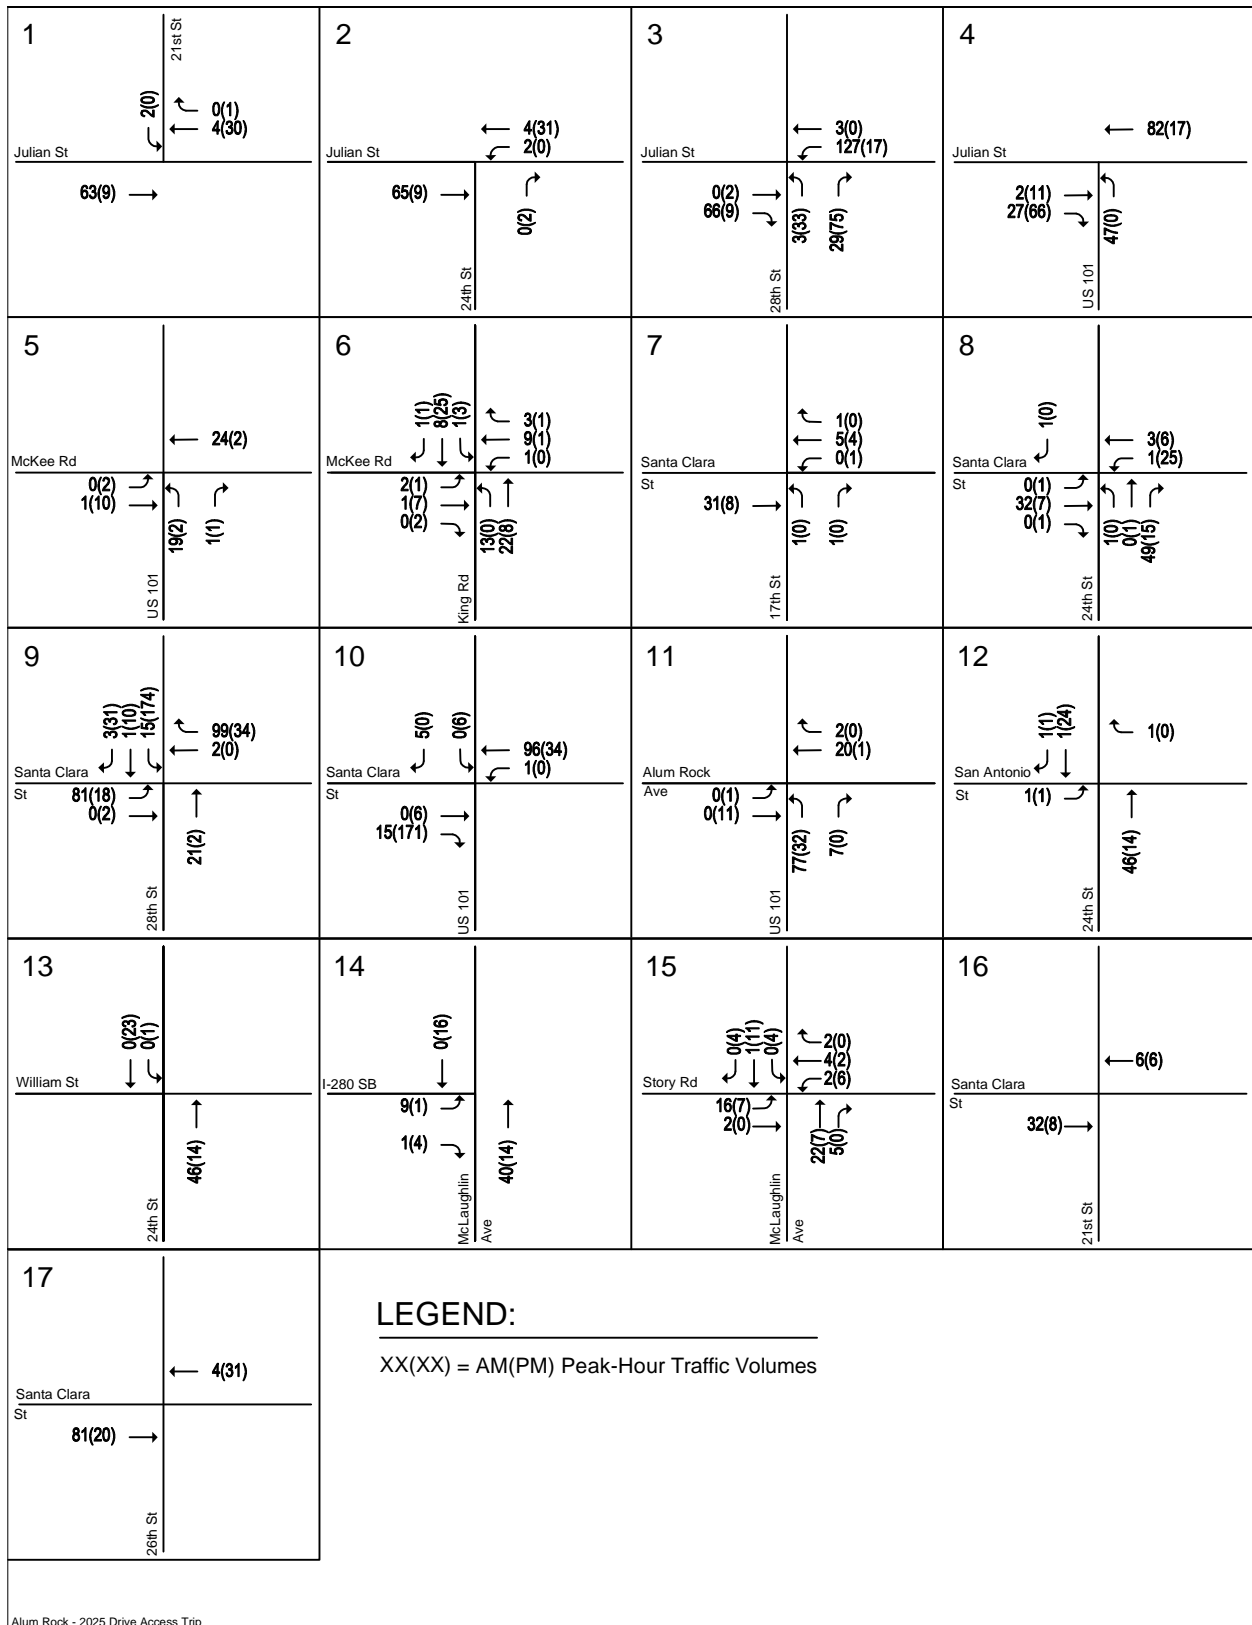 1
21st St
2(0)
0(1)
4(30)
Julian St
63(9)
2
4(31)
2(0)
Julian St
65(9)
0(2)
24th St
3
3(0)
127(17)
Julian St
0(2)
66(9)
3(33)
29(75)
28th St
4
82(17)
Julian St
2(11)
27(66)
47(0)
US 101
5
24(2)
McKee Rd
0(2)
1(10)
19(2)
1(1)
US 101
6
1(1)
8(25)
1(3)
3(1)
9(1)
1(0)
McKee Rd
2(1)
1(7)
0(2)
13(0)
22(8)
King Rd
7
1(0)
5(4)
0(1)
Santa Clara
St
31(8)
1(0)
1(0)
17th St
8
1(0)
3(6)
1(25)
Santa Clara
St
0(1)
32(7)
0(1)
1(0)
0(1)
49(15)
24th St
9
3(31)
1(10)
15(174)
99(34)
2(0)
Santa Clara
St
81(18)
0(2)
21(2)
28th St
10
5(0)
0(6)
96(34)
1(0)
Santa Clara
St
0(6)
15(171)
US 101
11
2(0)
20(1)
Alum Rock
Ave
0(1)
0(11)
77(32)
7(0)
US 101
12
1(1)
1(24)
1(0)
San Antonio
St
1(1)
46(14)
24th St
13
0(23)
0(1)
William St
46(14)
24th St
14
0(16)
I-280 SB
9(1)
1(4)
40(14)
McLaughlin
Ave
15
0(4)
1(11)
0(4)
2(0)
4(2)
2(6)
Story Rd
16(7)
2(0)
22(7)
5(0)
McLaughlin
Ave
16
6(6)
Santa Clara
St
32(8)
21st St
17
4(31)
Santa Clara
St
81(20)
26th St
LEGEND:
XX(XX) = AM(PM) Peak-Hour Traffic Volumes
Alum Rock - 2025 Drive Access Trip